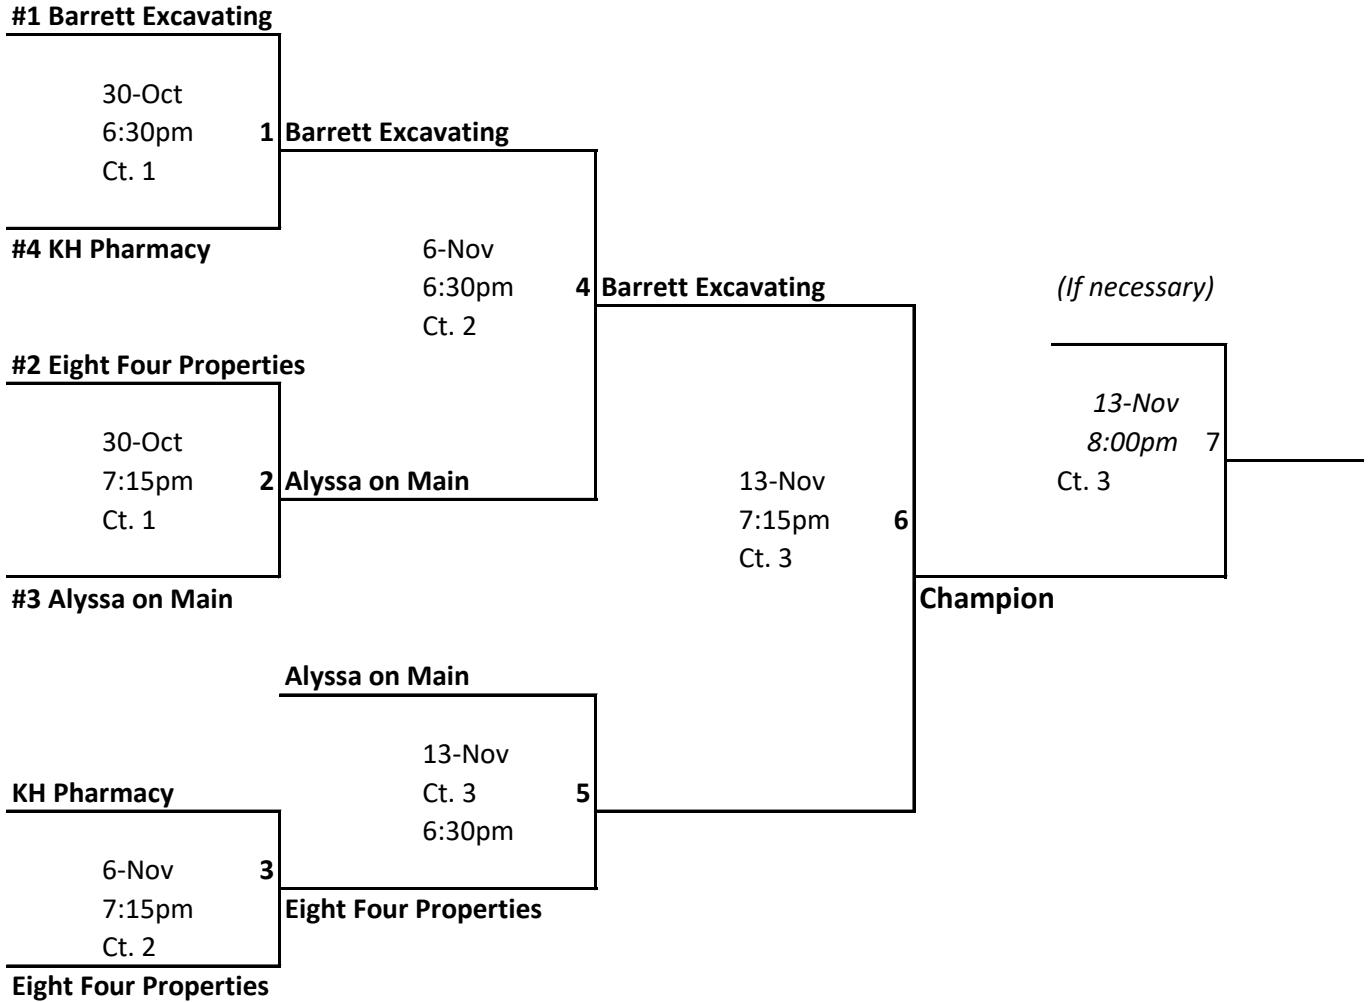 #1 Barrett Excavating
30-Oct
6:30pm 1 Barrett Excavating
Ct. 1
#4 KH Pharmacy 6-Nov
6:30pm 4 Barrett Excavating (If necessary)
Ct. 2
#2 Eight Four Properties
13-Nov
30-Oct 8:00pm 7
7:15pm 2 Alyssa on Main 13-Nov Ct. 3
Ct. 1 7:15pm 6
Ct. 3
#3 Alyssa on Main Champion
Alyssa on Main
13-Nov
KH Pharmacy Ct. 3 5
6:30pm
6-Nov 3
7:15pm Eight Four Properties
Ct. 2
Eight Four Properties